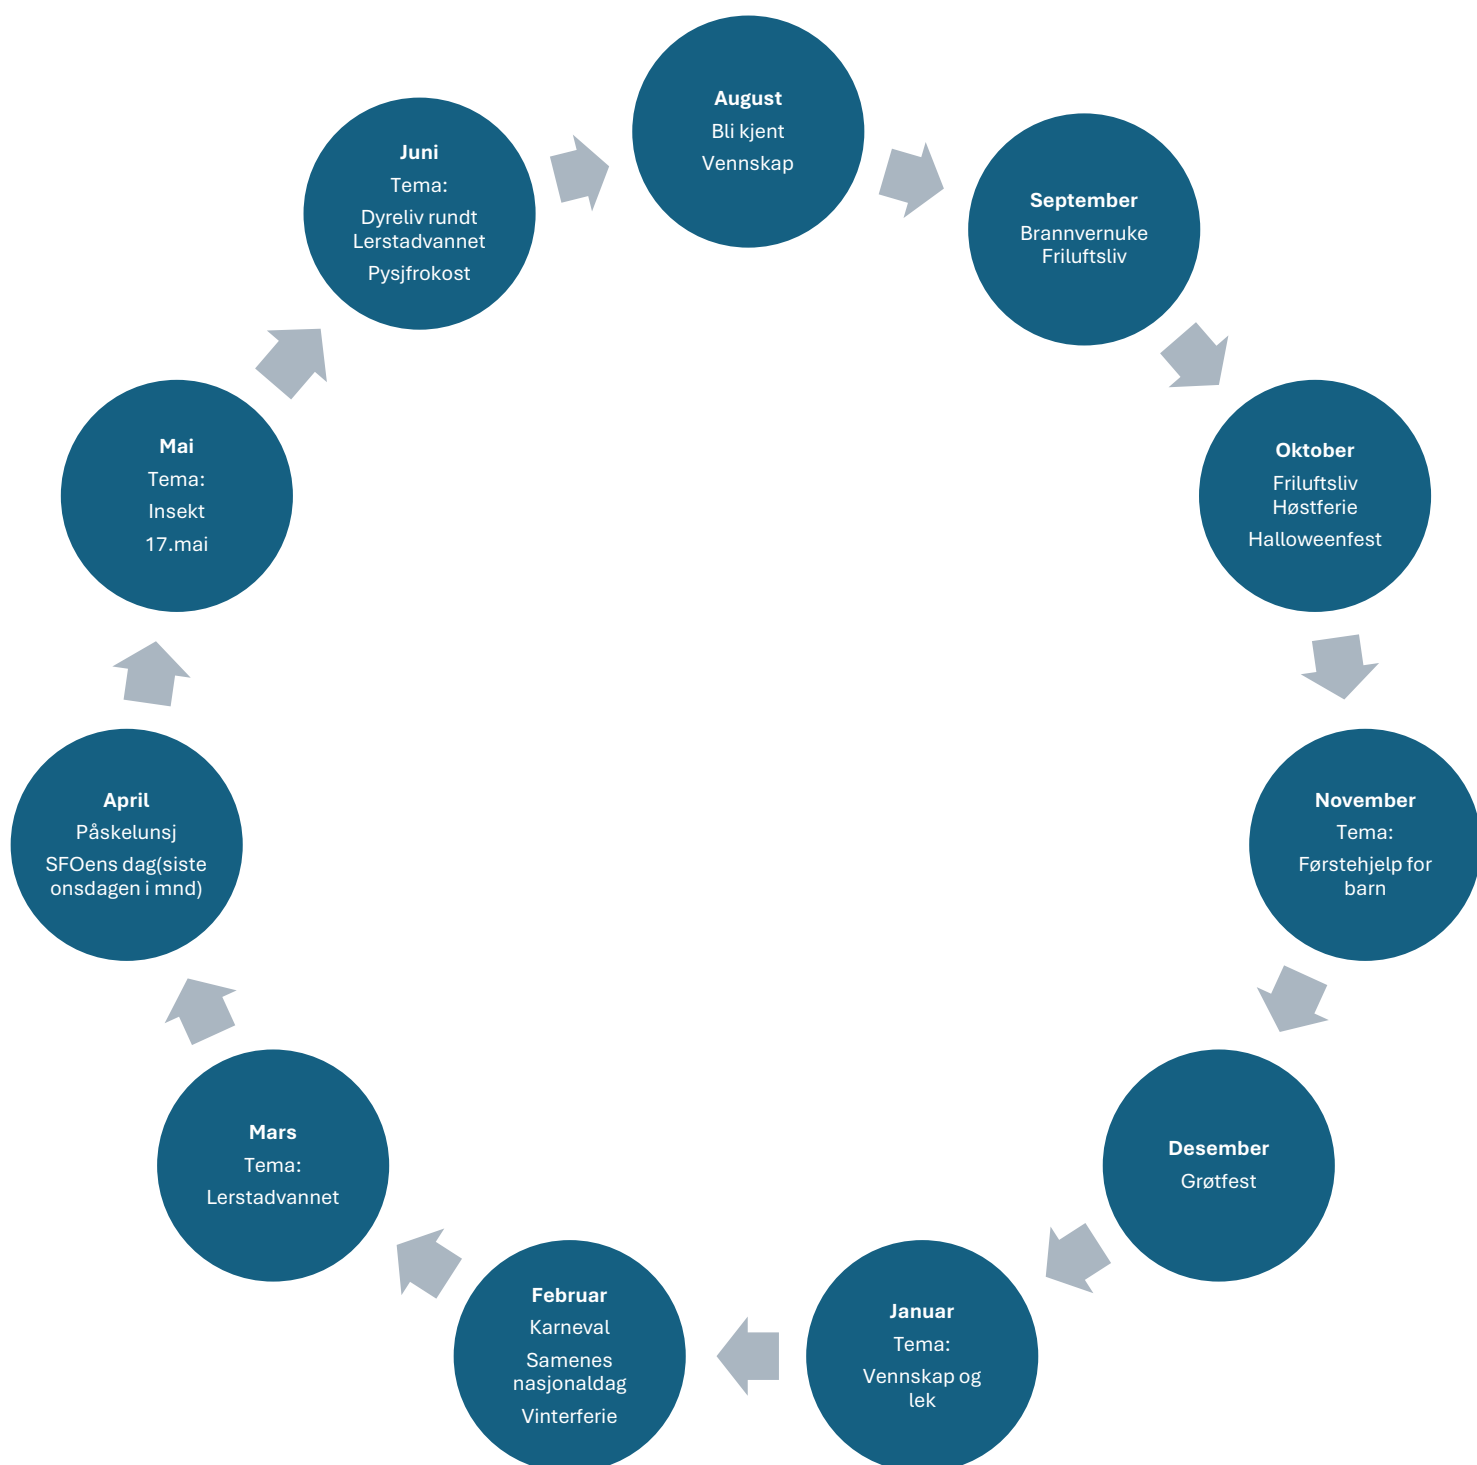 August
Bli kjent
Vennskap
September
Brannvernuke
Friluftsliv
Oktober
Friluftsliv
Høstferie
Halloweenfest
November
Tema:
Førstehjelp for
barn
Desember
Grøtfest
Januar
Tema:
Vennskap og
lek
Februar
Karneval
Samenes
nasjonaldag
Vinterferie
Mars
Tema:
Lerstadvannet
April
Påskelunsj
SFOens dag(siste
onsdagen i mnd)
Mai
Tema:
Insekt
17.mai
Juni
Tema:
Dyreliv rundt
Lerstadvannet
Pysjfrokost